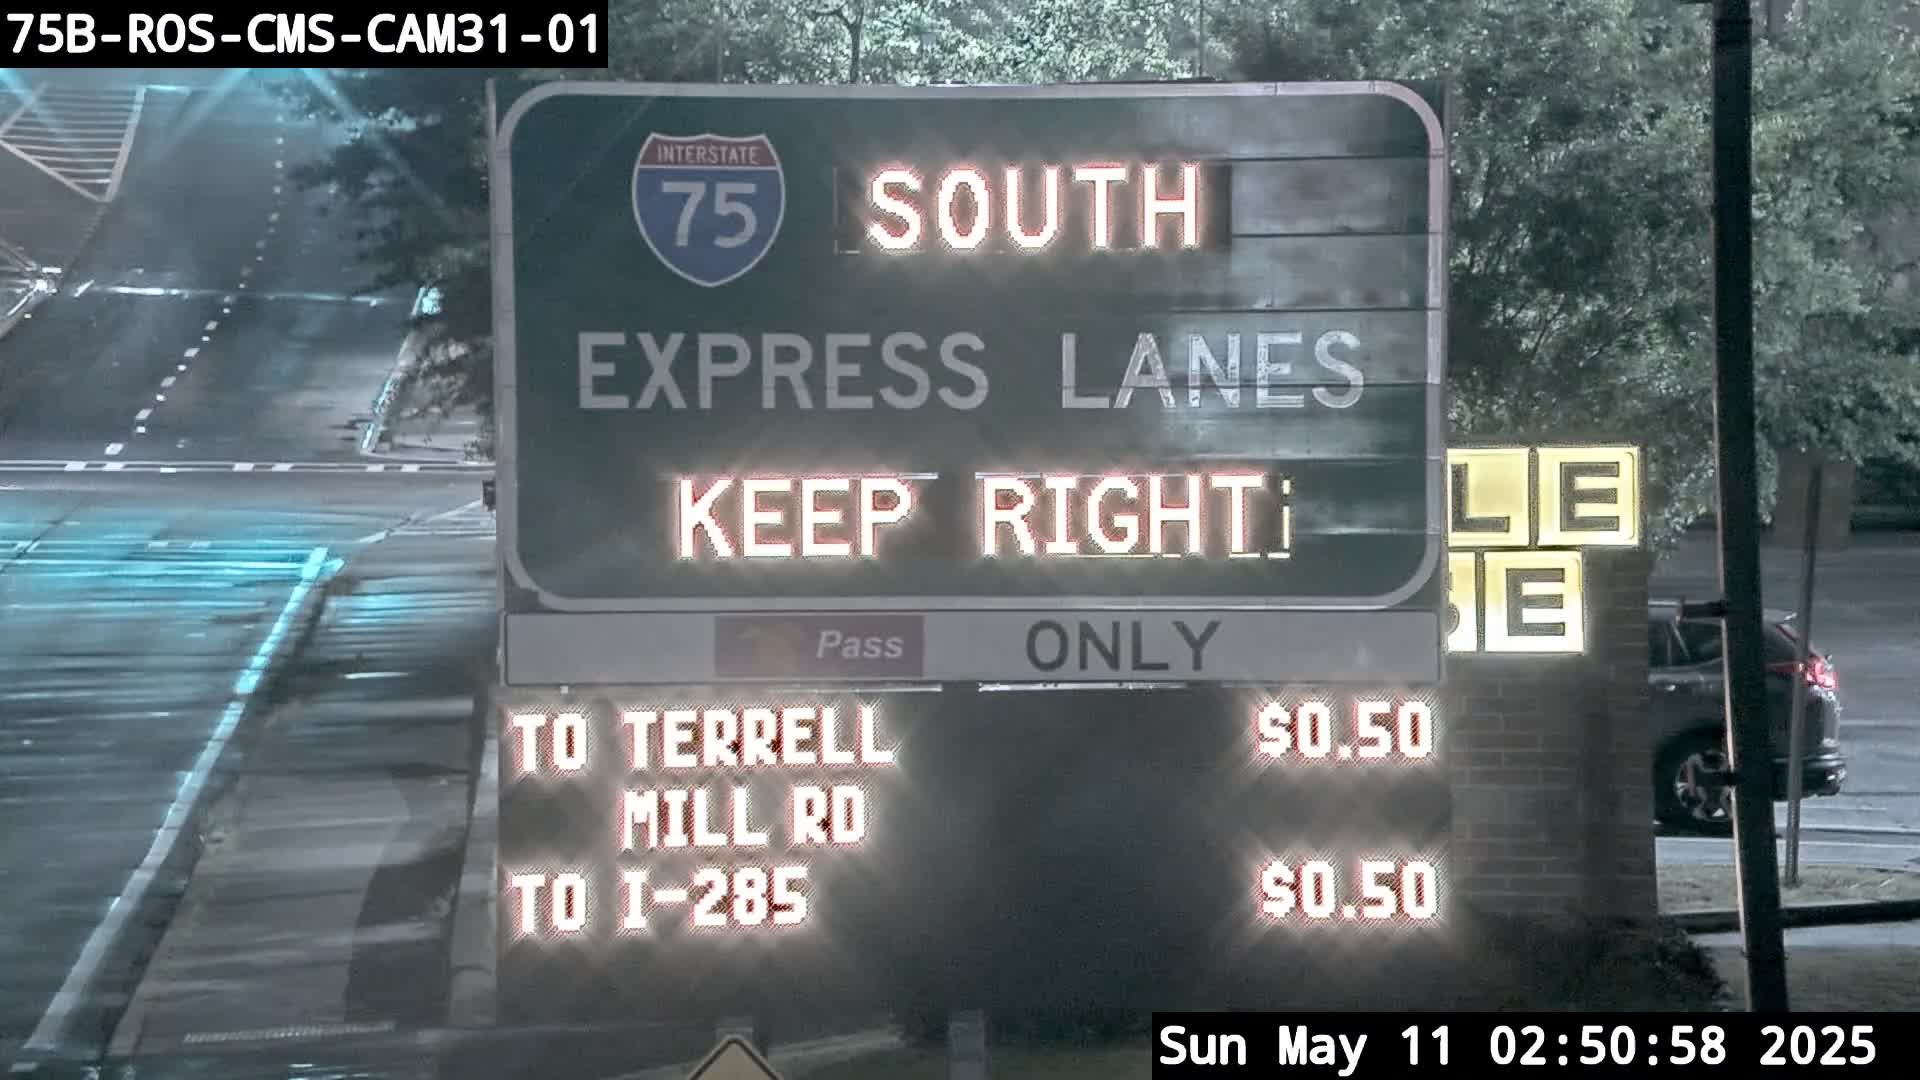 75B-ROS-CMS-CAM31-01
INTERSTATE
75
SOUTH
EXPRESS LANES
KEEP RIGHT
Pass ONLY
TO TERRELL $0.50
MILL RD
TO I-285 $0.50
LE
E
Sun May 11 02:50:58 2025